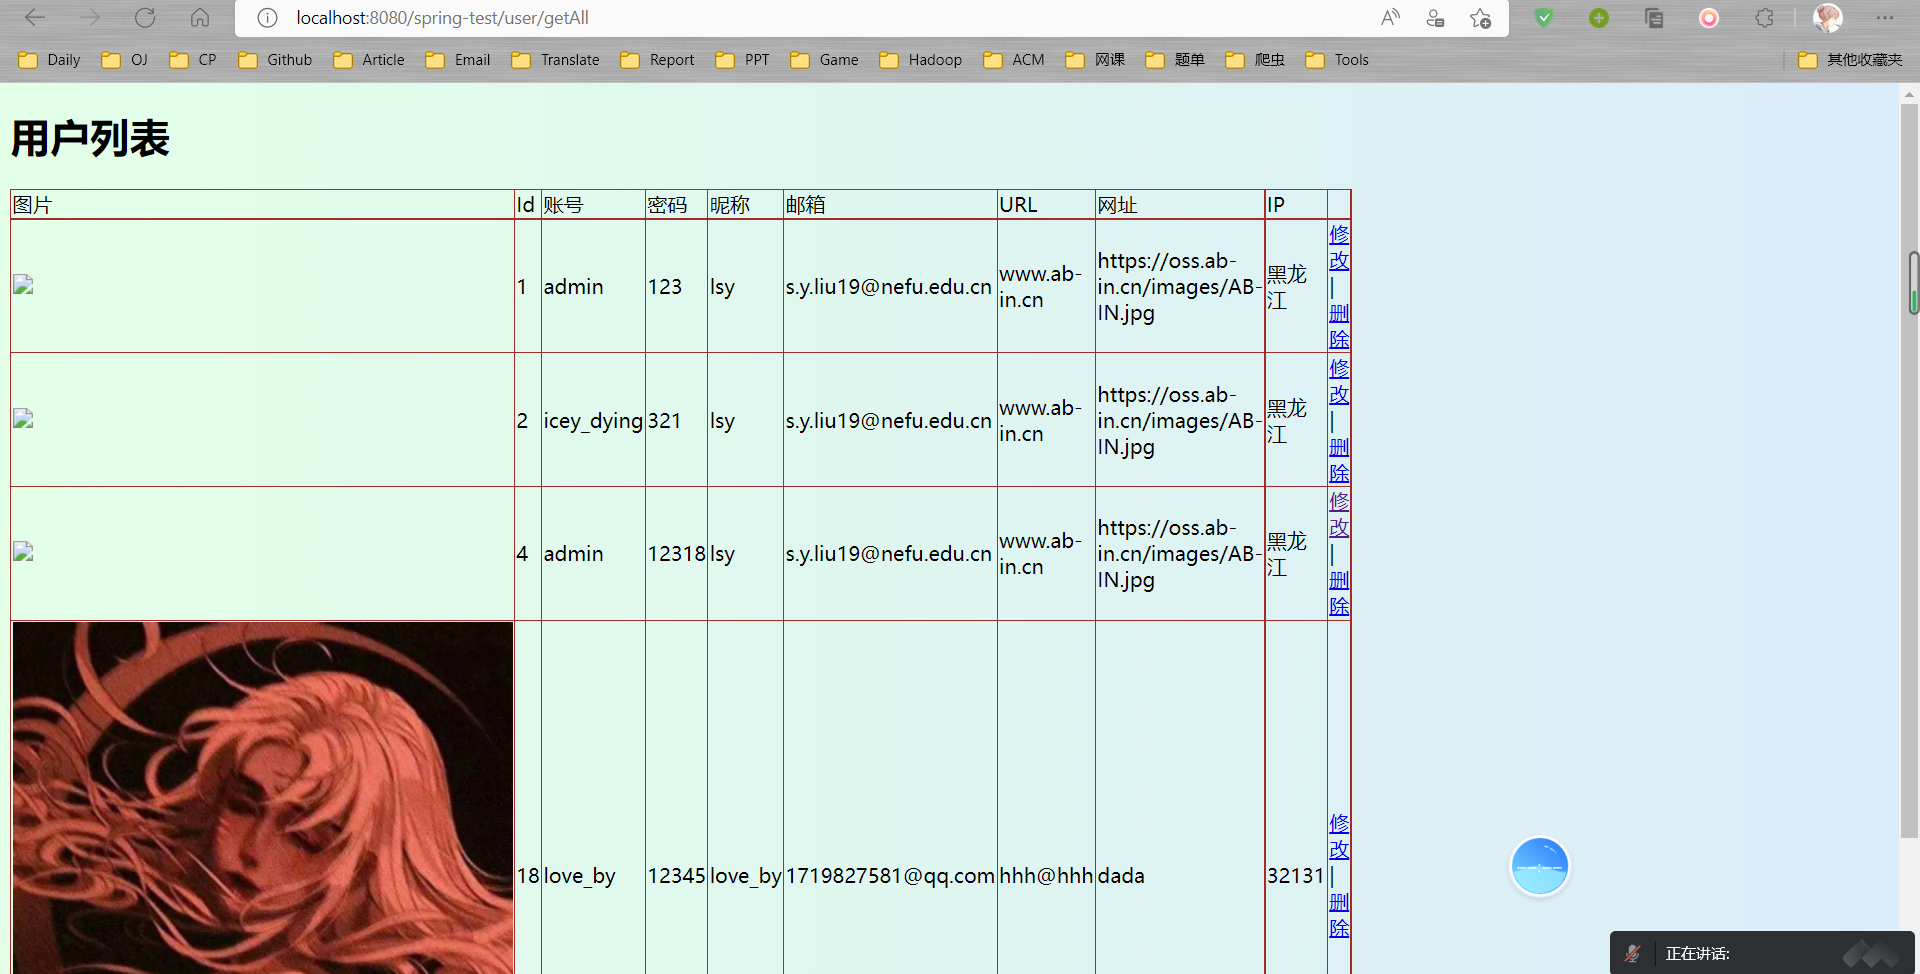 localhost:8080/spring-test/user/getAll
Daily OJ CP Github Article Email Translate Report PPT Game Hadoop ACM 网课 题单 爬虫 Tools 其他收藏夹
用户列表
图片 Id 账号 密码 昵称 邮箱 URL 网址 IP
1 admin 123 lsy s.y.liu19@nefu.edu.cn
www.ab-
in.cn
https://oss.ab-
in.cn/images/AB-
IN.jpg
黑龙
江
修
改
|
删
除
2 icey_dying 321 lsy s.y.liu19@nefu.edu.cn
www.ab-
in.cn
https://oss.ab-
in.cn/images/AB-
IN.jpg
黑龙
江
修
改
|
删
除
4 admin 12318 lsy s.y.liu19@nefu.edu.cn
www.ab-
in.cn
https://oss.ab-
in.cn/images/AB-
IN.jpg
黑龙
江
修
改
|
删
除
18 love_by 12345 love_by 1719827581@qq.com hhh@hhh dada 32131
修
改
|
删
除
正在讲话: